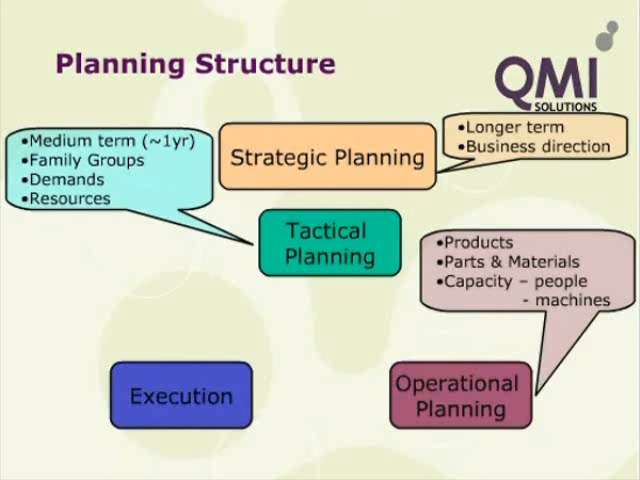 Planning Structure
QMI
SOLUTIONS
•Medium term (~1yr)
•Family Groups
•Demands
•Resources
Strategic Planning
•Longer term
•Business direction
Tactical
Planning
•Products
•Parts & Materials
•Capacity – people
- machines
Execution
Operational
Planning